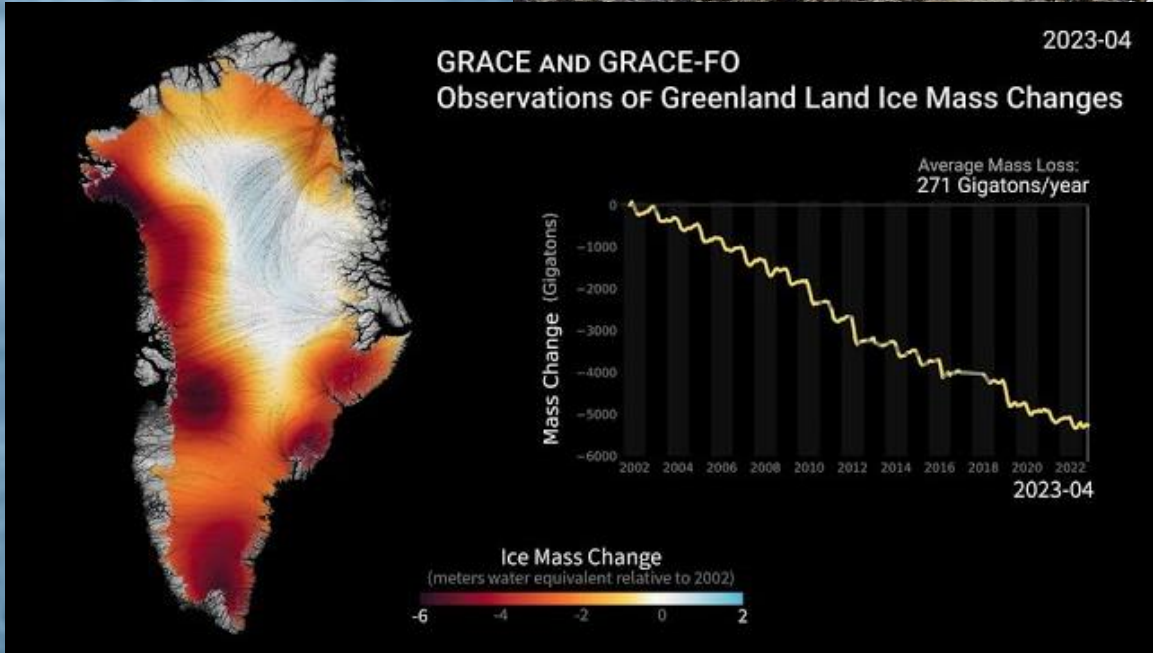 2023-04
GRACE AND GRACE-FO
Observations OF Greenland Land Ice Mass Changes
Average Mass Loss:
271 Gigatons/year
Mass Change (Gigatons)
0
−1000
−2000
−3000
−4000
−5000
−6000
2002 2004 2006 2008 2010 2012 2014 2016 2018 2020 2022
2023-04
Ice Mass Change
(meters water equivalent relative to 2002)
-6 -4 -2 0 2